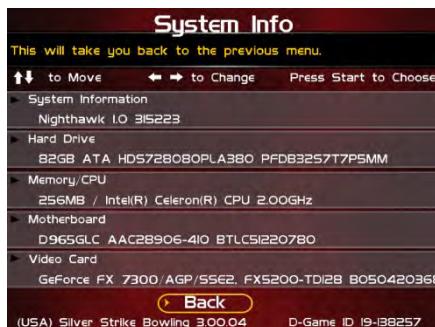 System Info
This will take you back to the previous menu.
to Move to Change Press Start to Choose
System Information
Nighthawk 1.0 315223
Hard Drive
82GB ATA HDS728080PLA380 PFDB32S7T7P5MM
Memory/CPU
256MB / Intel(R) Celeron(R) CPU 2.00GHz
Motherboard
D965GLC AAC28906-410 BTLC51220780
Video Card
GeForce FX 7300/AGP/SSE2, FX5200-TD128 B050420368
Back
(USA) Silver Strike Bowling 3.00.04 D-Game ID 19-138257